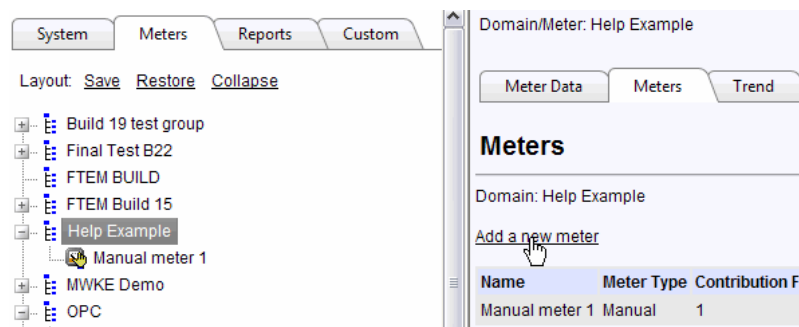 System Meters Reports Custom
Layout: Save Restore Collapse
Build 19 test group
Final Test B22
FTEM BUILD
FTEM Build 15
Help Example
Manual meter 1
MWKE Demo
OPC
Domain/Meter: Help Example
Meter Data Meters Trend
Meters
Domain: Help Example
Add a new meter
Name Meter Type Contribution F
Manual meter 1 Manual 1